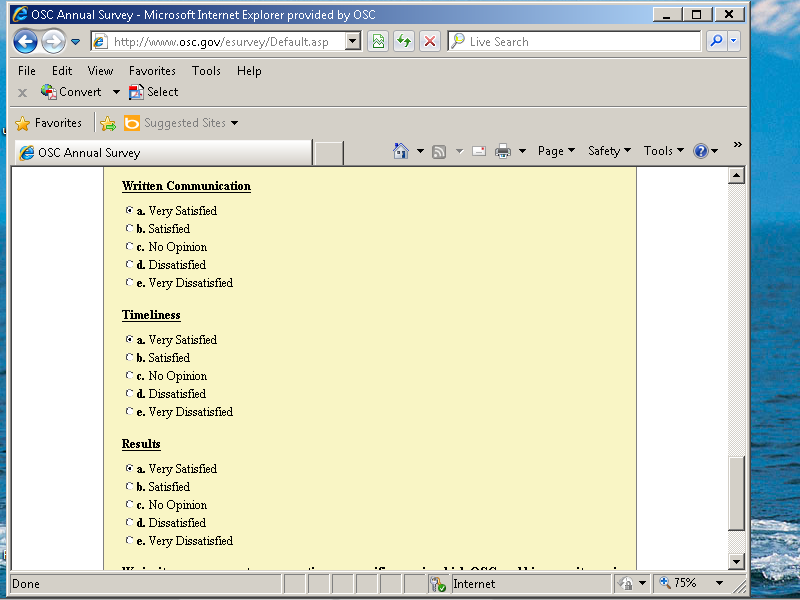 OSC Annual Survey - Microsoft Internet Explorer provided by OSC
http://www.osc.gov/esurvey/Default.asp
Live Search
File Edit View Favorites Tools Help
x Convert Select
Favorites Suggested Sites
OSC Annual Survey
Page Safety Tools »
Written Communication
a. Very Satisfied
b. Satisfied
c. No Opinion
d. Dissatisfied
e. Very Dissatisfied
Timeliness
a. Very Satisfied
b. Satisfied
c. No Opinion
d. Dissatisfied
e. Very Dissatisfied
Results
a. Very Satisfied
b. Satisfied
c. No Opinion
d. Dissatisfied
e. Very Dissatisfied
Done Internet 75%